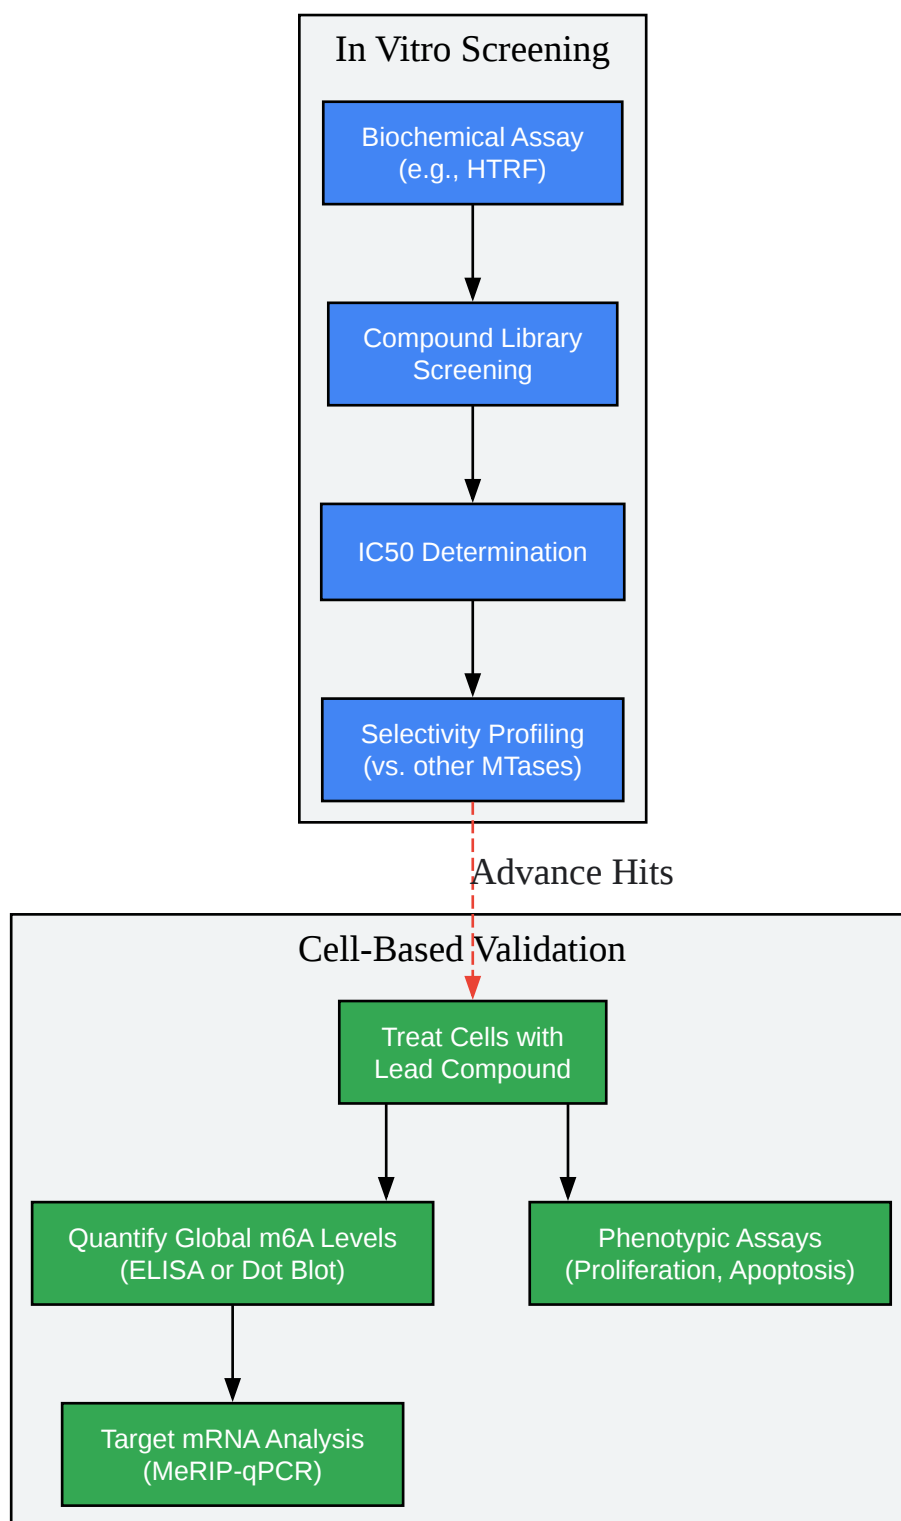 In Vitro Screening
Biochemical Assay
(e.g., HTRF)
Compound Library
Screening
IC50 Determination
Selectivity Profiling
(vs. other MTases)
Advance Hits
Cell-Based Validation
Treat Cells with
Lead Compound
Quantify Global m6A Levels
(ELISA or Dot Blot)
Phenotypic Assays
(Proliferation, Apoptosis)
Target mRNA Analysis
(MeRIP-qPCR)